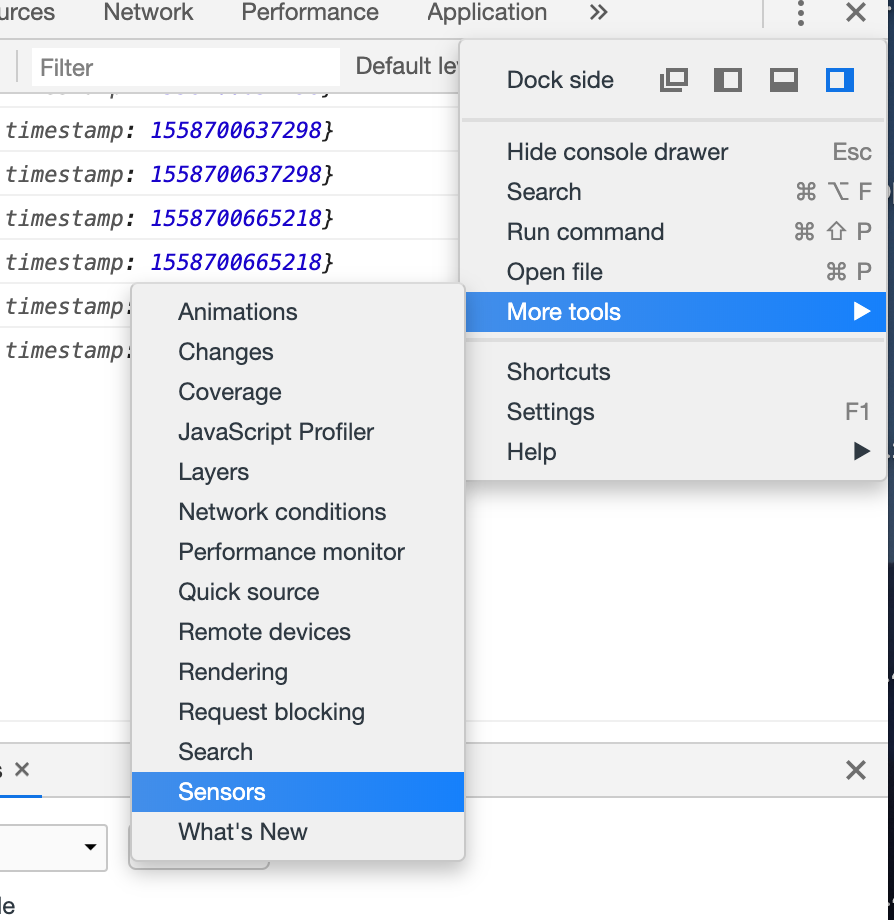 urces Network Performance Application »
Filter Default le
timestamp: 1558700637298}
timestamp: 1558700637298}
timestamp: 1558700665218}
timestamp: 1558700665218}
timestamp:
timestamp:
Dock side
Hide console drawer Esc
Search ⌘ ⌥ F
Run command ⌘ ⇧ P
Open file ⌘ P
More tools ▶
Shortcuts
Settings F1
Help ▶
Animations
Changes
Coverage
JavaScript Profiler
Layers
Network conditions
Performance monitor
Quick source
Remote devices
Rendering
Request blocking
Search
Sensors
What's New
le